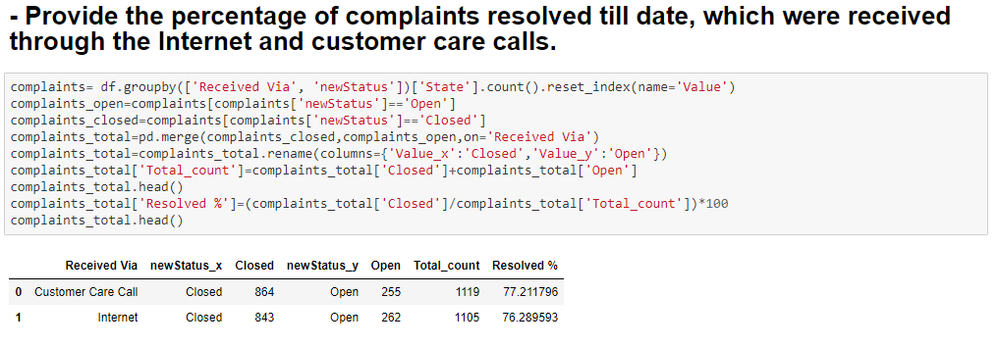 - Provide the percentage of complaints resolved till date, which were received
through the Internet and customer care calls.
complaints= df.groupby(['Received Via', 'newStatus'])['State'].count().reset_index(name='Value')
complaints_open=complaints[complaints['newStatus']=='Open']
complaints_closed=complaints[complaints['newStatus']=='Closed']
complaints_total=pd.merge(complaints_closed,complaints_open,on='Received Via')
complaints_total=complaints_total.rename(columns={'Value_x':'Closed','Value_y':'Open'})
complaints_total['Total_count']=complaints_total['Closed']+complaints_total['Open']
complaints_total.head()
complaints_total['Resolved %']=(complaints_total['Closed']/complaints_total['Total_count'])*100
complaints_total.head()
Received Via newStatus_x Closed newStatus_y Open Total_count Resolved %
0 Customer Care Call Closed 864 Open 255 1119 77.211796
1 Internet Closed 843 Open 262 1105 76.289593